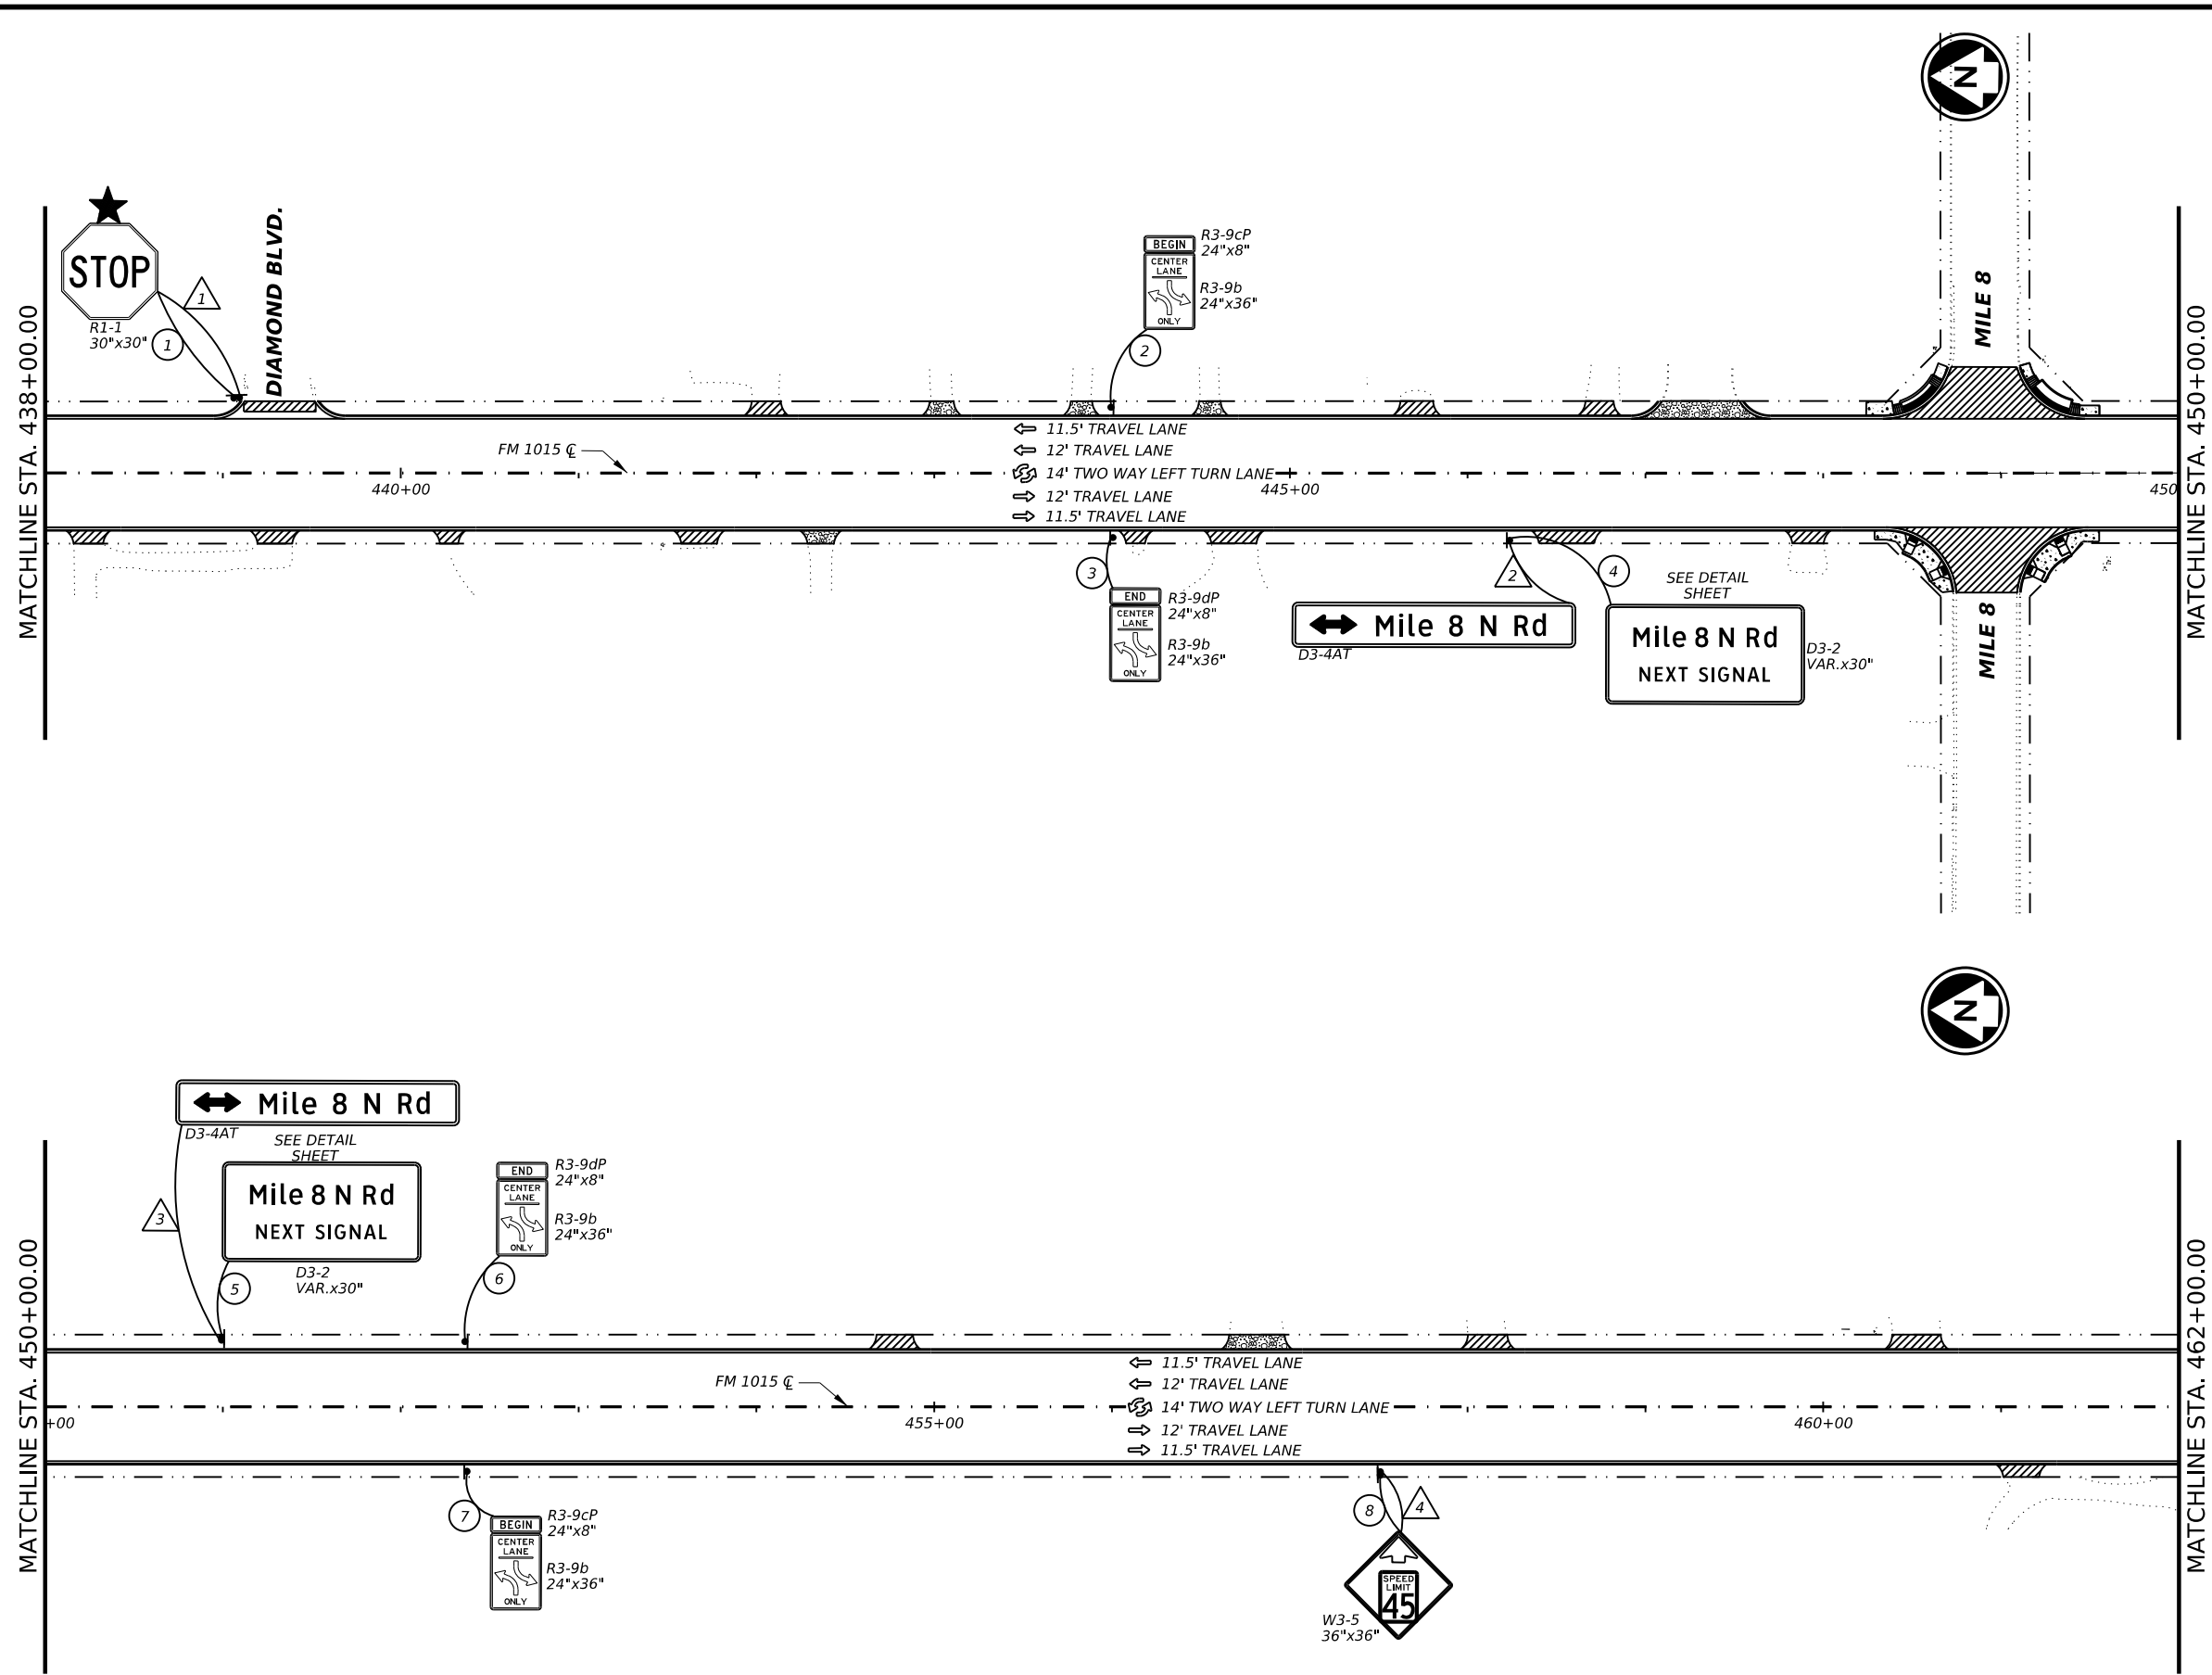 N
STOP
R1-1
30"x30"
1
1
DIAMOND BLVD.
BEGIN
CENTER
LANE
ONLY
R3-9cP
24"x8"
R3-9b
24"x36"
2
MILE 8
MATCHLINE STA. 438+00.00
MATCHLINE STA. 450+00.00
FM 1015 ℄
11.5' TRAVEL LANE
12' TRAVEL LANE
14' TWO WAY LEFT TURN LANE
12' TRAVEL LANE
11.5' TRAVEL LANE
440+00
445+00
450
3
END
CENTER
LANE
ONLY
R3-9dP
24"x8"
R3-9b
24"x36"
2
4
Mile 8 N Rd
D3-4AT
SEE DETAIL
SHEET
Mile 8 N Rd
NEXT SIGNAL
D3-2
VAR.x30"
MILE 8
N
Mile 8 N Rd
D3-4AT
SEE DETAIL
SHEET
Mile 8 N Rd
NEXT SIGNAL
D3-2
VAR.x30"
3
5
END
CENTER
LANE
ONLY
R3-9dP
24"x8"
R3-9b
24"x36"
6
MATCHLINE STA. 450+00.00
MATCHLINE STA. 462+00.00
FM 1015 ℄
11.5' TRAVEL LANE
12' TRAVEL LANE
14' TWO WAY LEFT TURN LANE
12' TRAVEL LANE
11.5' TRAVEL LANE
+00
455+00
460+00
7
BEGIN
CENTER
LANE
ONLY
R3-9cP
24"x8"
R3-9b
24"x36"
8
4
SPEED
LIMIT
45
W3-5
36"x36"